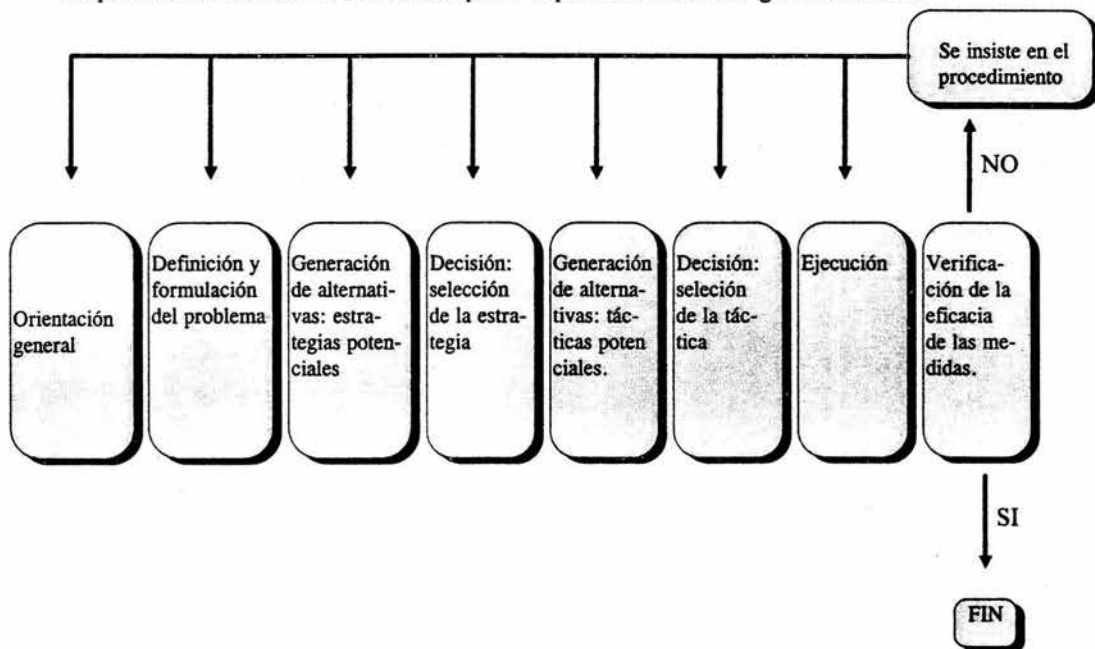 Se insiste en el
procedimiento
NO
Orientación
general
Definición y
formulación
del problema
Generación
de alternati-
vas: estra-
tegias poten-
ciales
Decisión:
selección
de la estra-
tegia
Generación
de alterna-
tivas: tác-
ticas poten
ciales.
Decisión:
seleción
de la tác-
tica
Ejecución
Verifica-
ación de la
eficacia
de las me-
didas.
SI
FIN